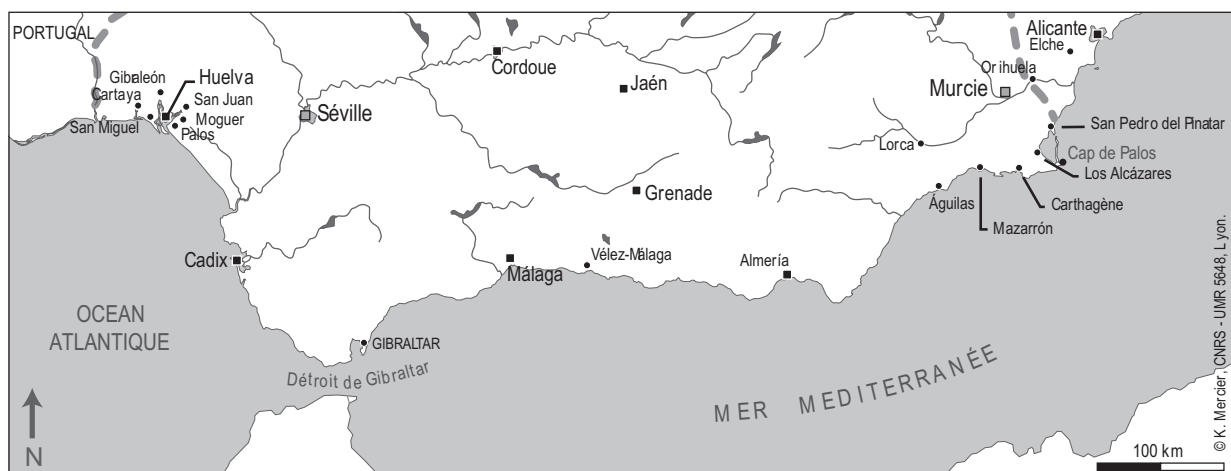 PORTUGAL
Gibraleón
Cartaya
Huelva
San Juan
Moguer
Pàlos
San Miguel
Séville
Cordoue
Jaén
Grenade
Cadix
Málaga
Vélez-Málaga
Almería
GIBRALTAR
Détroit de Gibraltar
OCEAN
ATLANTIQUE
MER MEDITERRANÉE
Alicante
Elche
Orihuela
Murcie
Lorca
San Pedro del Pinatar
Cap de Palos
Los Alcázares
Carthagène
Mazarrón
Águilas
N
100 km
© K. Mercier, CNRS - UMR 5648, Lyon.